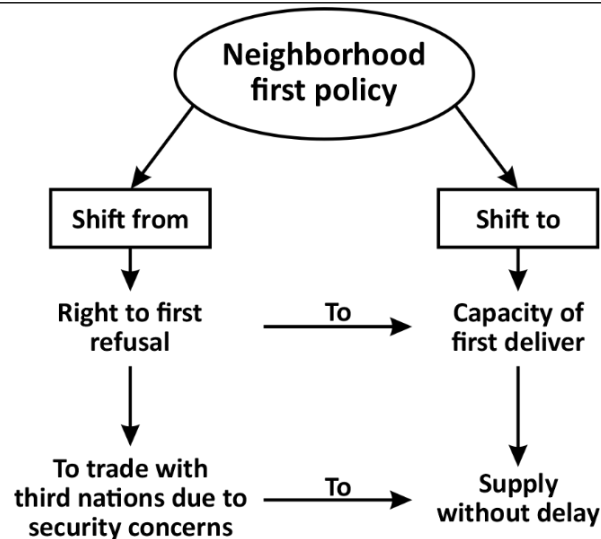 Neighborhood
first policy
Shift from
Shift to
Right to first
refusal
To
Capacity of
first deliver
To trade with
third nations due to
security concerns
To
Supply
without delay